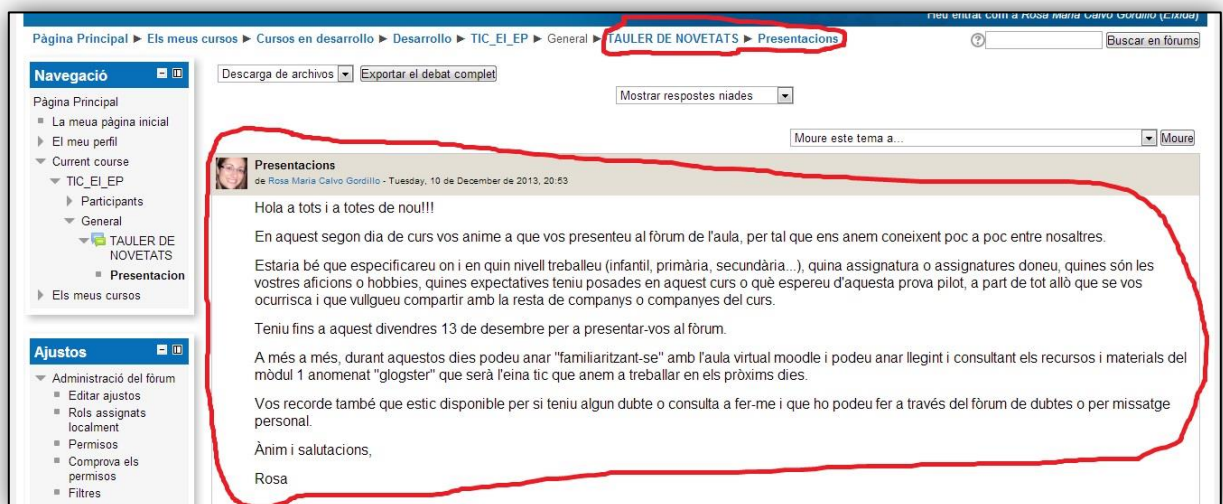 Heu entrat com a Rosa Maria Calvo Gordillo (Eixida)
Pàgina Principal ► Els meus cursos ► Cursos en desarrollo ► Desarrollo ► TIC_EI_EP ► General ► TAULER DE NOVETATS ► Presentacions
Buscar en fòrums
Navegació
Pàgina Principal
La meua pàgina inicial
El meu perfil
Current course
TIC_EI_EP
Participants
General
TAULER DE
NOVETATS
Presentacion
Els meus cursos
Ajustos
Administració del fòrum
Editar ajustos
Rols assignats
localment
Permisos
Comprova els
permisos
Filtres
Descarga de archivos
Exportar el debat complet
Mostrar respostes niades
Moure este tema a...
Moure
Presentacions
de Rosa Maria Calvo Gordillo - Tuesday, 10 de December de 2013, 20:53
Hola a tots i a totes de nou!!!
En aquest segon dia de curs vos anime a que vos presenteu al fòrum de l'aula, per tal que ens anem coneixent poc a poc entre nosaltres.
Estaria bé que especificareu on i en quin nivell treballeu (infantil, primària, secundària...), quina assignatura o assignatures doneu, quines són les
vostres aficions o hobbies, quines expectatives teniu posades en aquest curs o què espereu d'aquesta prova pilot, a part de tot allò que se vos
ocurrisca i que vullgueu compartir amb la resta de companys o companyes del curs.
Teniu fins a aquest divendres 13 de desembre per a presentar-vos al fòrum.
A més a més, durant aquestos dies podeu anar "familiaritzant-se" amb l'aula virtual moodle i podeu anar llegint i consultant els recursos i materials del
mòdul 1 anomenat "glogster" que serà l'eina tic que anem a treballar en els pròxims dies.
Vos recorde també que estic disponible per si teniu algun dubte o consulta a fer-me i que ho podeu fer a través del fòrum de dubtes o per missatge
personal.
Ànim i salutacions,
Rosa